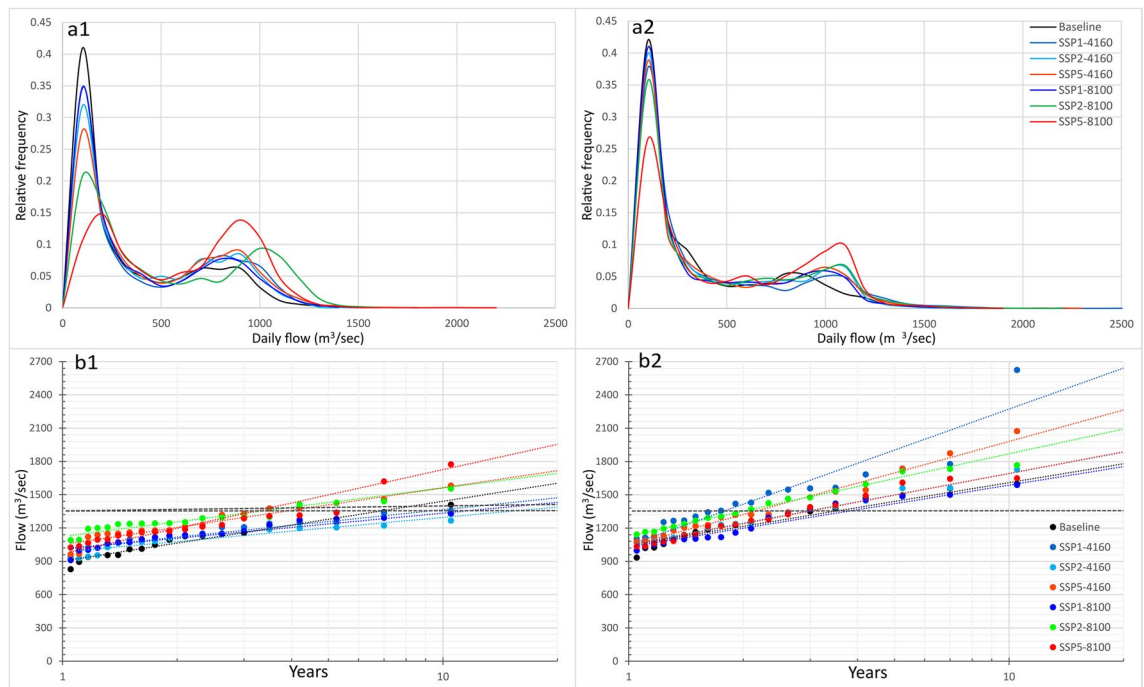 a1
0.45
0.4
0.35
0.3
0.25
0.2
0.15
0.1
0.05
0
Relative frequency
0 500 1000 1500 2000 2500
Daily flow (m³/sec)
a2
0.45
0.4
0.35
0.3
0.25
0.2
0.15
0.1
0.05
0
Relative frequency
Baseline
SSP1-4160
SSP2-4160
SSP5-4160
SSP1-8100
SSP2-8100
SSP5-8100
0 500 1000 1500 2000 2500
Daily flow (m ³/sec)
b1
2700
2400
2100
1800
1500
1200
900
600
300
0
Flow (m³/sec)
1 10
Years
b2
2700
2400
2100
1800
1500
1200
900
600
300
0
Flow (m³/sec)
Baseline
SSP1-4160
SSP2-4160
SSP5-4160
SSP1-8100
SSP2-8100
SSP5-8100
1 10
Years